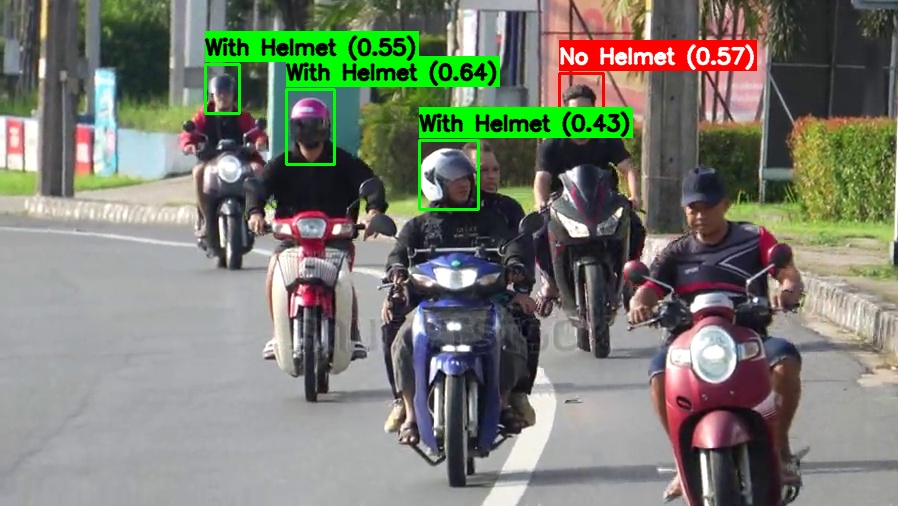 With Helmet (0.55)
No Helmet (0.57)
With Helmet (0.64)
With Helmet (0.43)